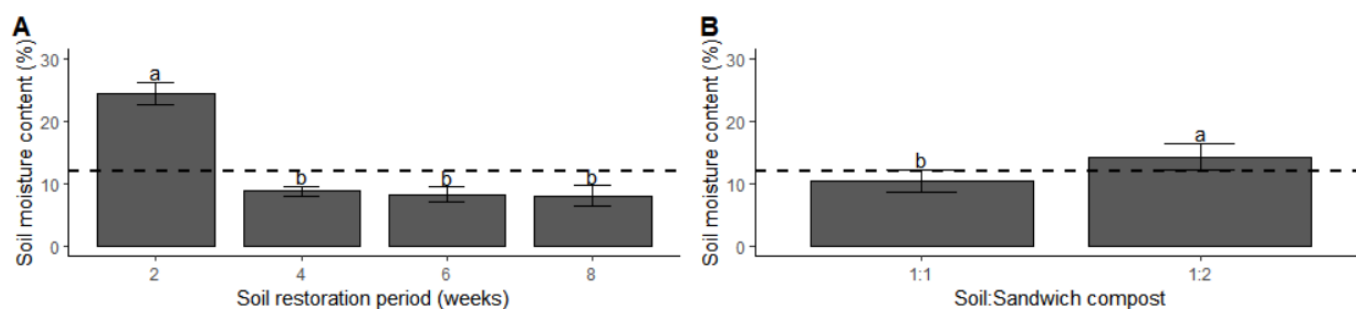 A
Soil moisture content (%)
30
20
10
0
a
b
b
b
2
4
6
8
Soil restoration period (weeks)
B
Soil moisture content (%)
30
20
10
0
b
a
1:1
1:2
Soil:Sandwich compost